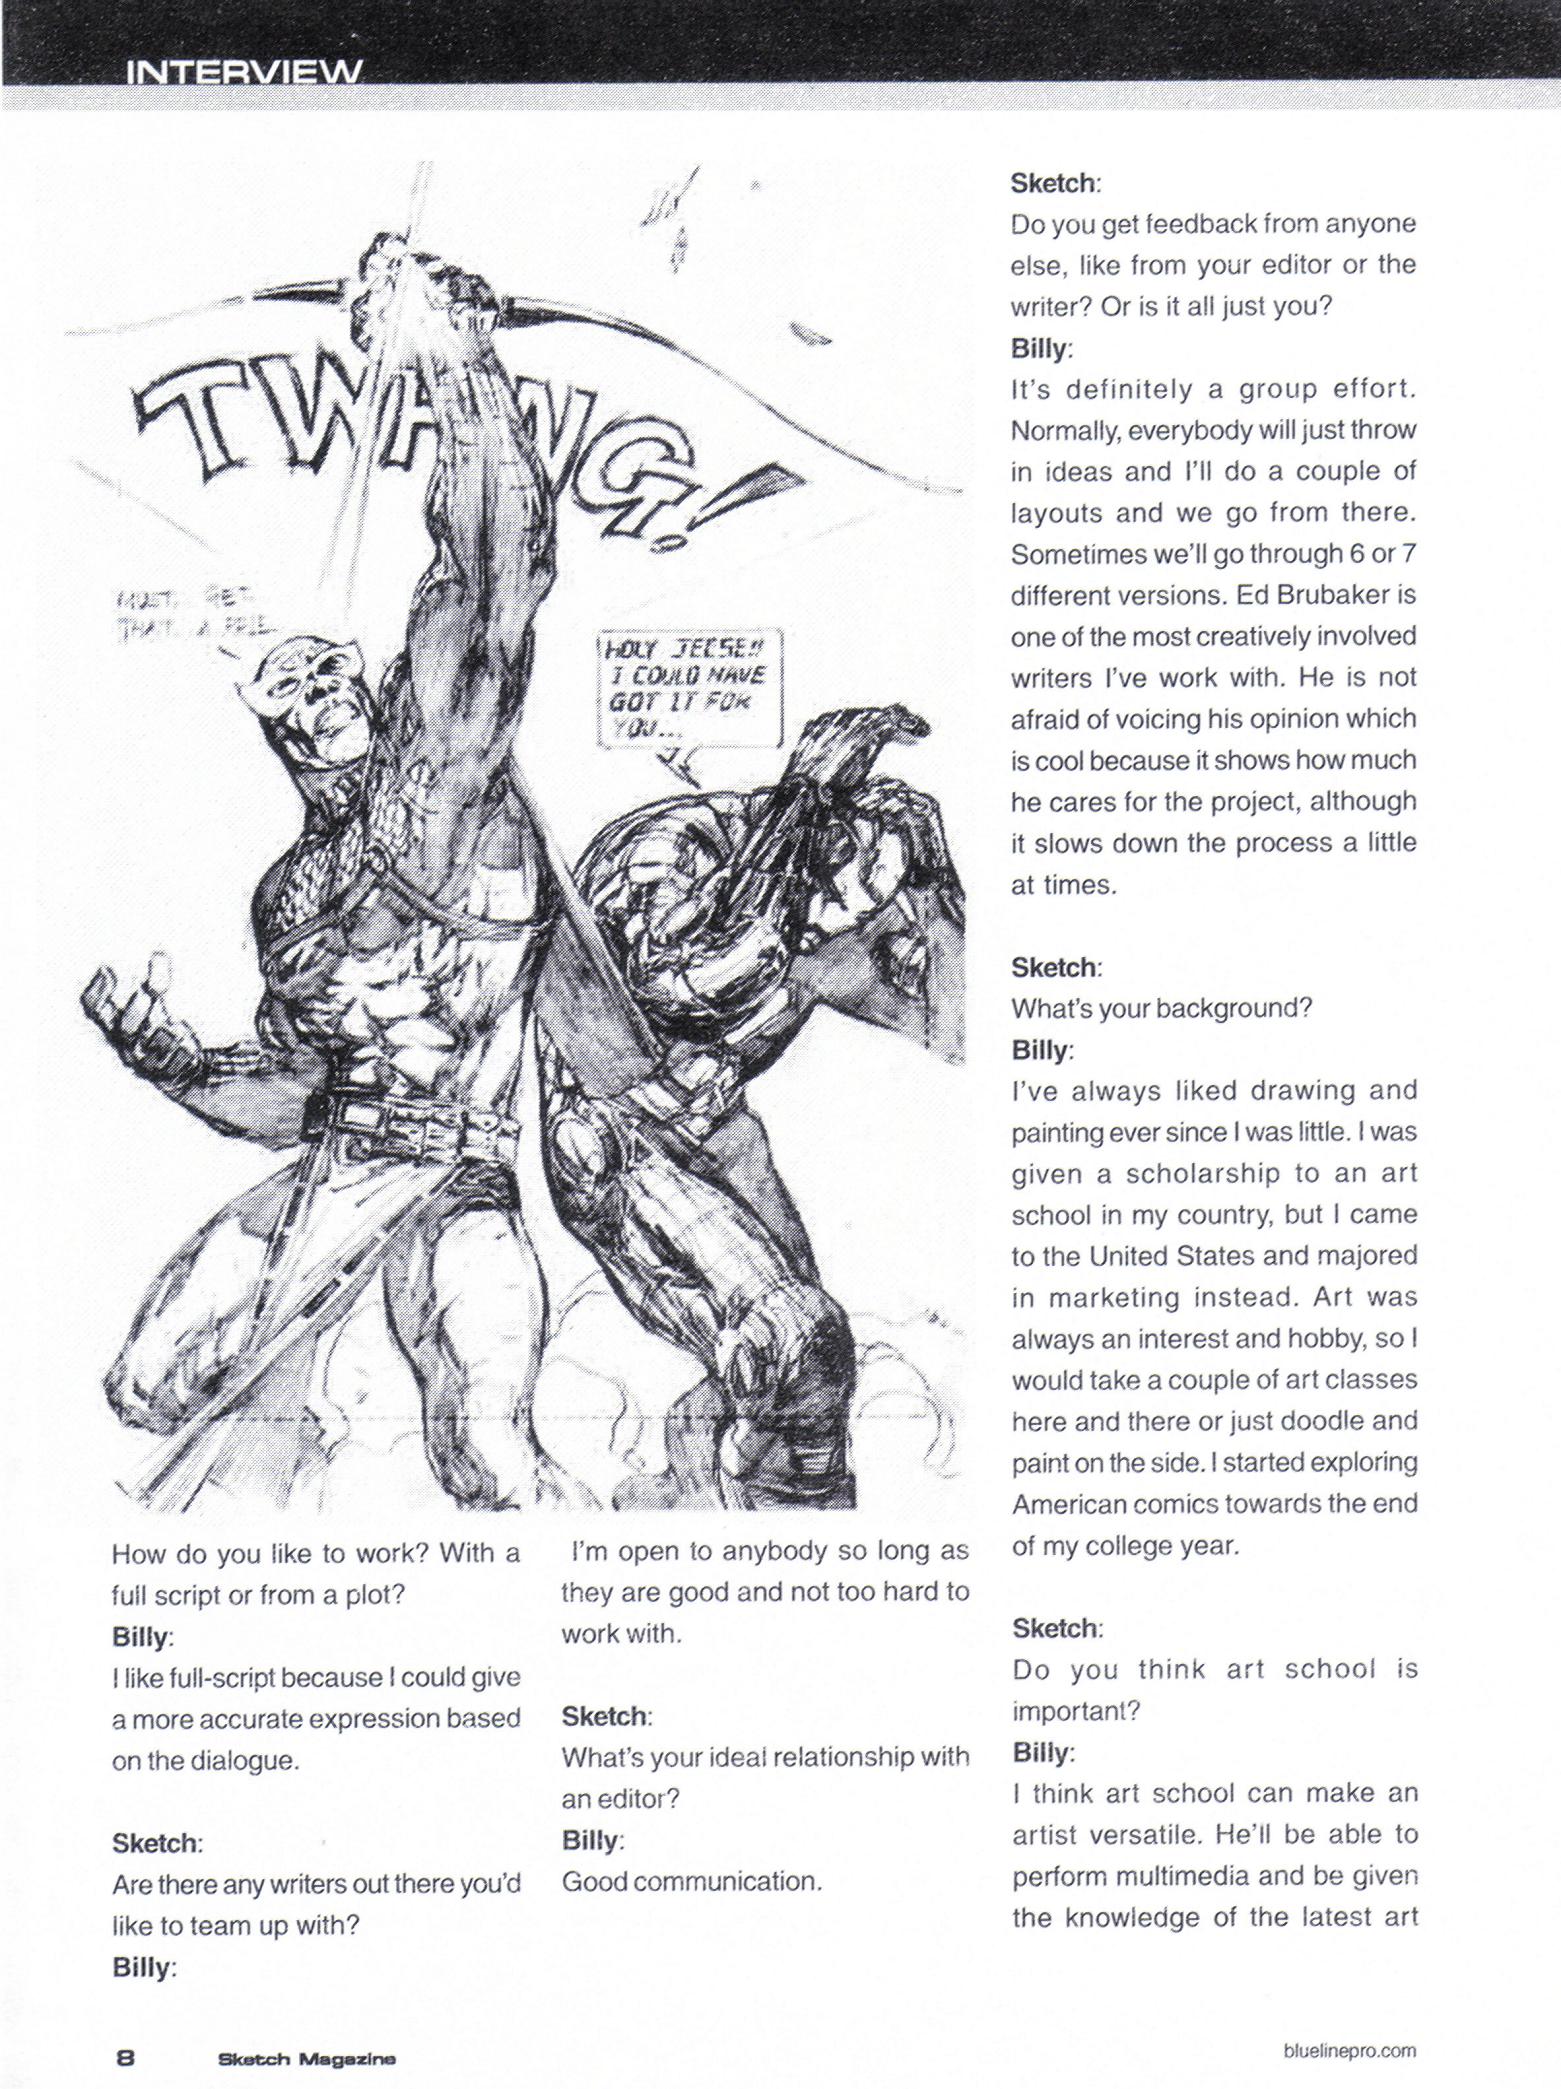 INTERVIEW
TWANG!
HOLY JEESE!!
I COULD HAVE
GOT IT FOR
YOU...
How do you like to work? With a
full script or from a plot?
Billy:
I like full-script because I could give
a more accurate expression based
on the dialogue.
Sketch:
Are there any writers out there you'd
like to team up with?
Billy:
I'm open to anybody so long as
they are good and not too hard to
work with.
Sketch:
What's your ideal relationship with
an editor?
Billy:
Good communication.
Sketch:
Do you get feedback from anyone
else, like from your editor or the
writer? Or is it all just you?
Billy:
It's definitely a group effort.
Normally, everybody will just throw
in ideas and I'll do a couple of
layouts and we go from there.
Sometimes we'll go through 6 or 7
different versions. Ed Brubaker is
one of the most creatively involved
writers I've work with. He is not
afraid of voicing his opinion which
is cool because it shows how much
he cares for the project, although
it slows down the process a little
at times.
Sketch:
What's your background?
Billy:
I've always liked drawing and
painting ever since I was little. I was
given a scholarship to an art
school in my country, but I came
to the United States and majored
in marketing instead. Art was
always an interest and hobby, so I
would take a couple of art classes
here and there or just doodle and
paint on the side. I started exploring
American comics towards the end
of my college year.
Sketch:
Do you think art school is
important?
Billy:
I think art school can make an
artist versatile. He'll be able to
perform multimedia and be given
the knowledge of the latest art
8
Sketch Magazine
bluelinepro.com